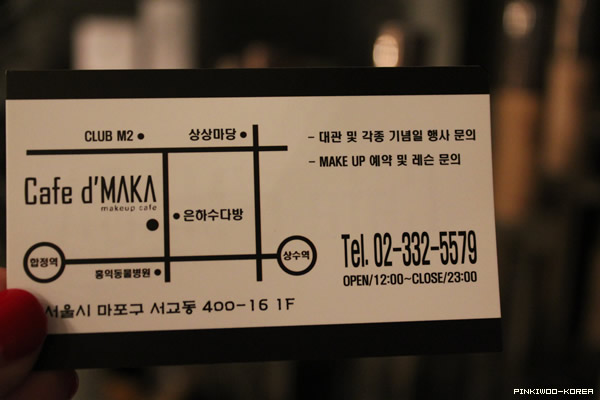 CLUB M2
상상마당
- 대관 및 각종 기념일 행사 문의
- MAKE UP 예약 및 레슨 문의
Cafe d'MAKA
makeup cafe
은하수다방
합정역
상수역
홍익동물병원
Tel. 02-332-5579
OPEN/12:00~CLOSE/23:00
서울시 마포구 서교동 400-16 1F
PINKIWOO-KOREA